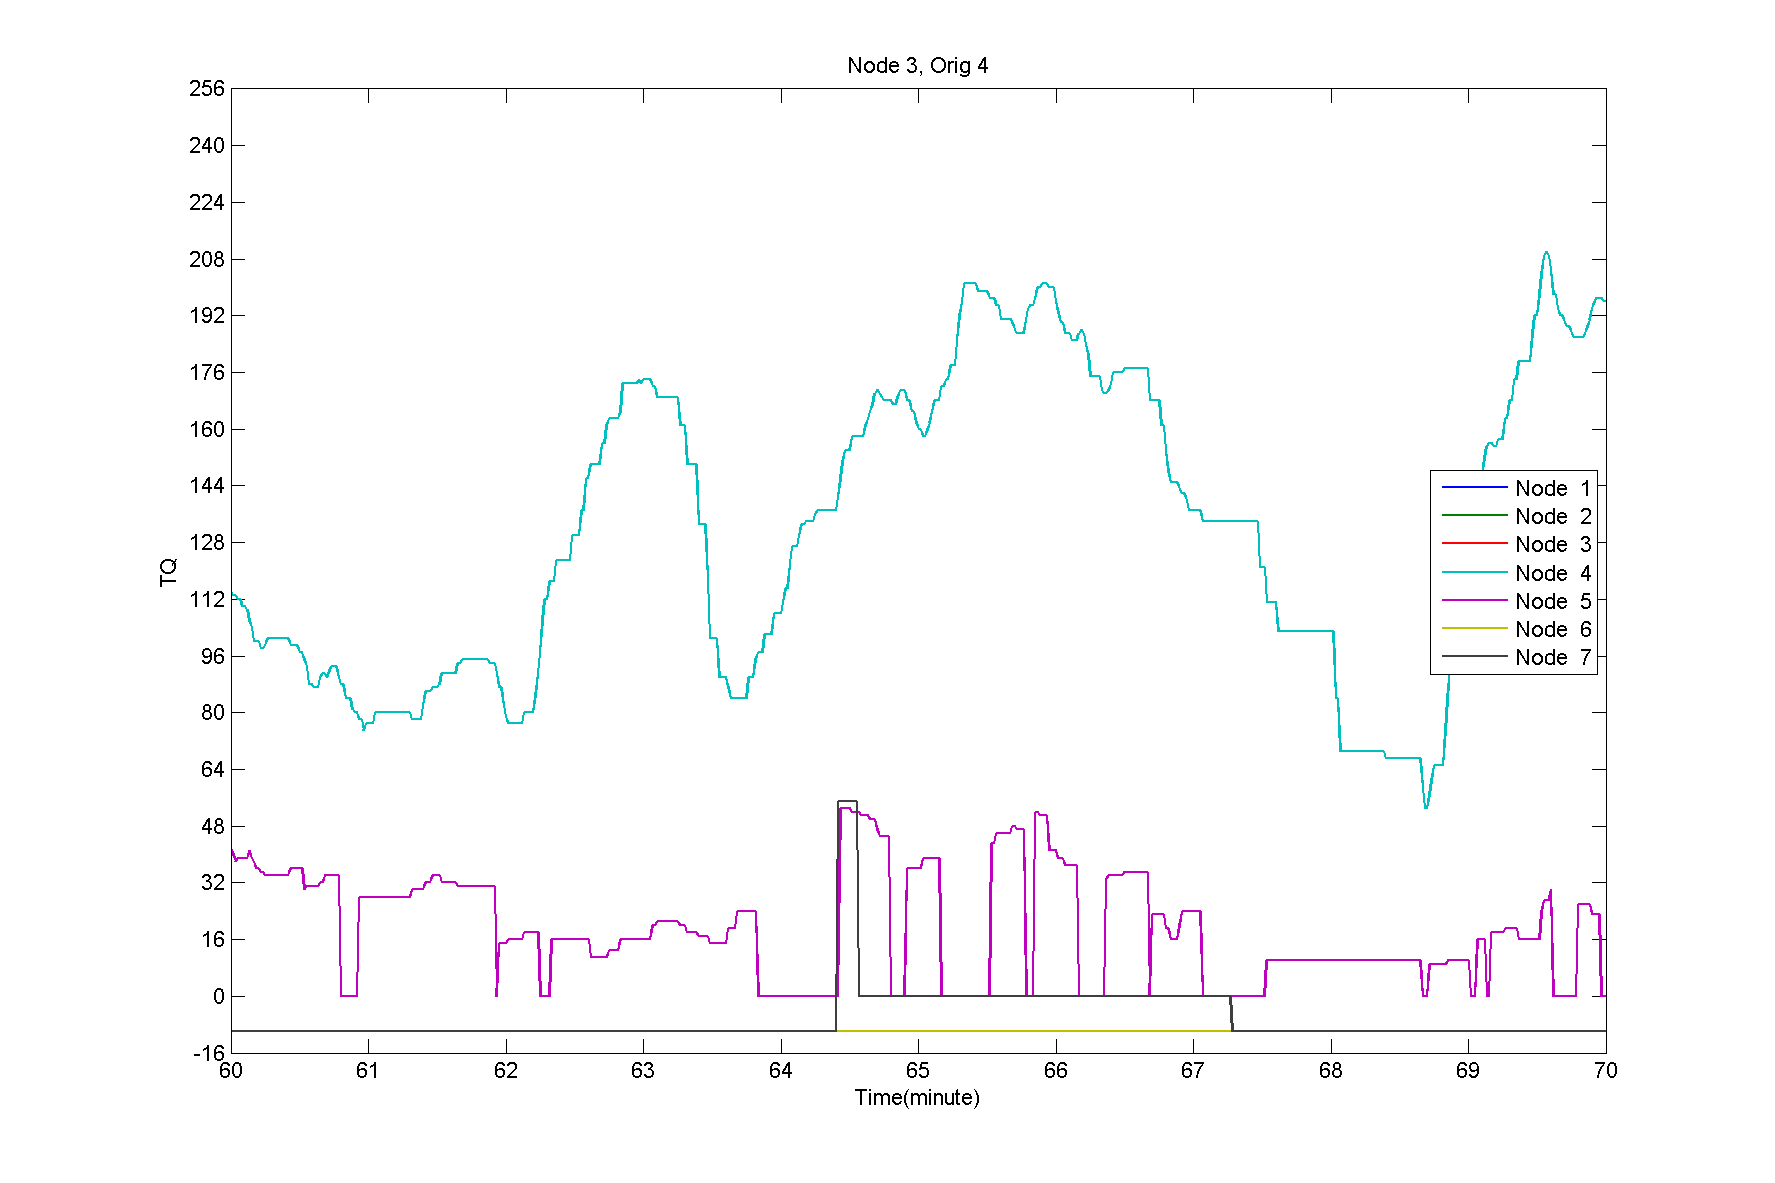 Node 3, Orig 4
256
240
224
208
192
176
160
144
128
112
96
80
64
48
32
16
0
-16
TQ
Node 1
Node 2
Node 3
Node 4
Node 5
Node 6
Node 7
60 61 62 63 64 65 66 67 68 69 70
Time(minute)